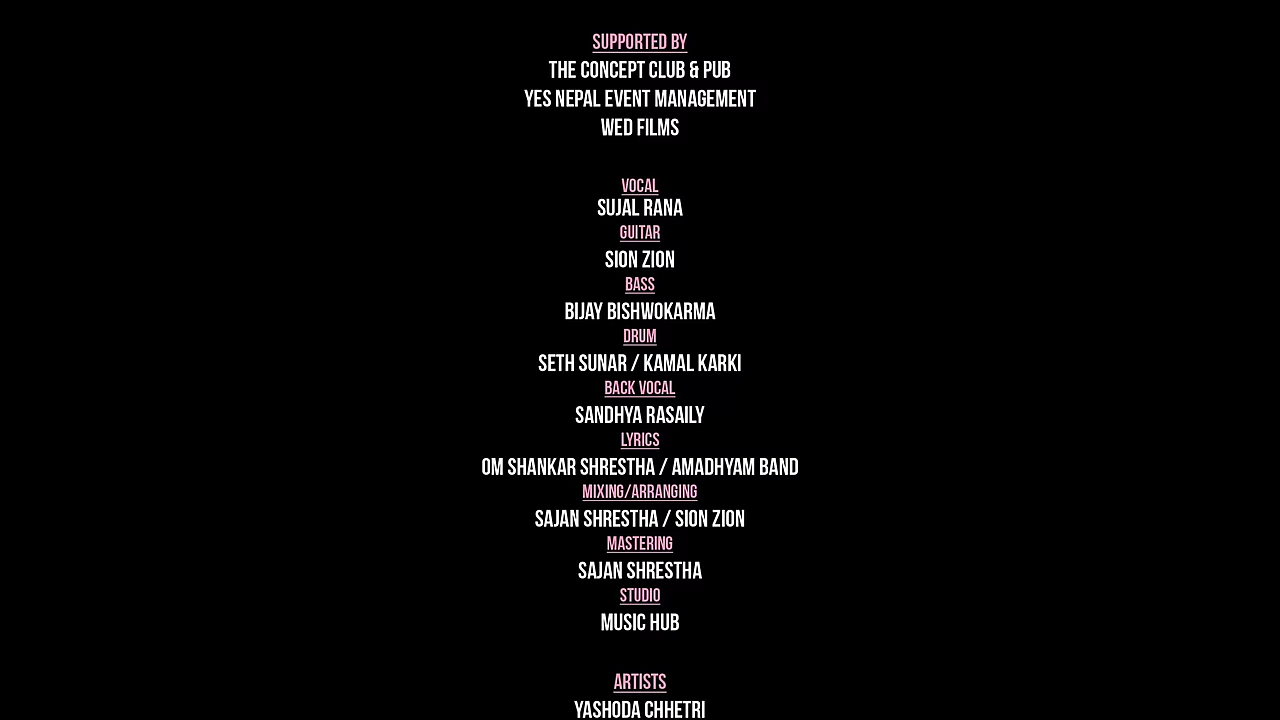 SUPPORTED BY
THE CONCEPT CLUB & PUB
YES NEPAL EVENT MANAGEMENT
WED FILMS
VOCAL
SUJAL RANA
GUITAR
SION ZION
BASS
BIJAY BISHWOKARMA
DRUM
SETH SUNAR / KAMAL KARKI
BACK VOCAL
SANDHYA RASAILY
LYRICS
OM SHANKAR SHRESTHA / AMADHYAM BAND
MIXING/ARRANGING
SAJAN SHRESTHA / SION ZION
MASTERING
SAJAN SHRESTHA
STUDIO
MUSIC HUB
ARTISTS
YASHODA CHHETRI